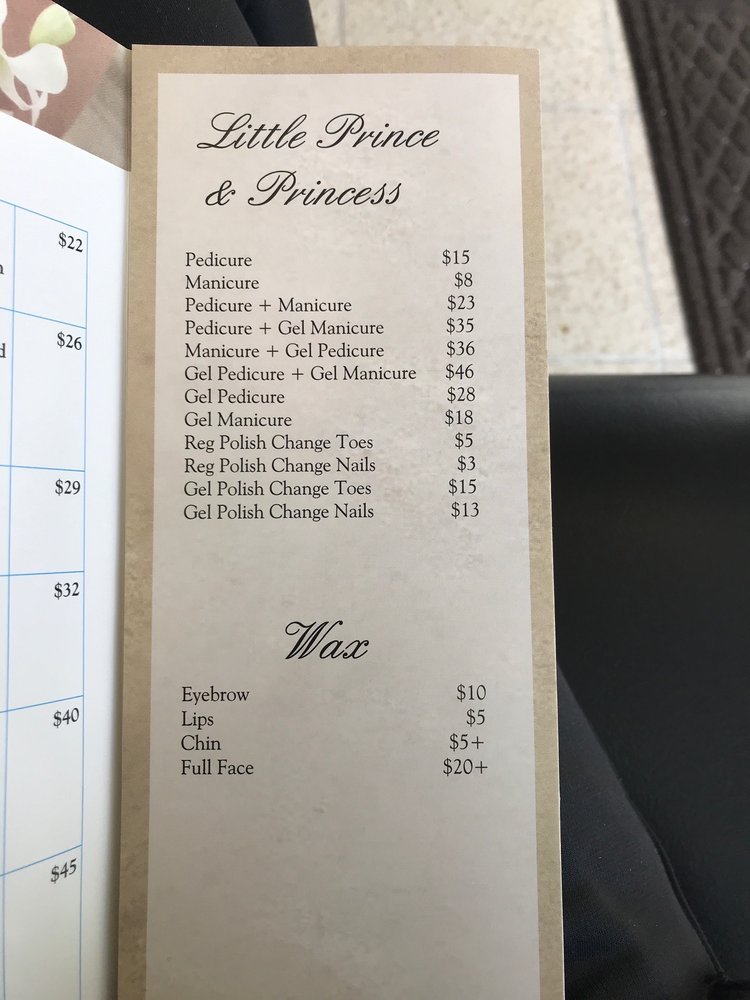 $22
$26
$29
$32
$40
$45
Little Prince
& Princess
Pedicure $15
Manicure $8
Pedicure + Manicure $23
Pedicure + Gel Manicure $35
Manicure + Gel Pedicure $36
Gel Pedicure + Gel Manicure $46
Gel Pedicure $28
Gel Manicure $18
Reg Polish Change Toes $5
Reg Polish Change Nails $3
Gel Polish Change Toes $15
Gel Polish Change Nails $13
Wax
Eyebrow $10
Lips $5
Chin $5+
Full Face $20+